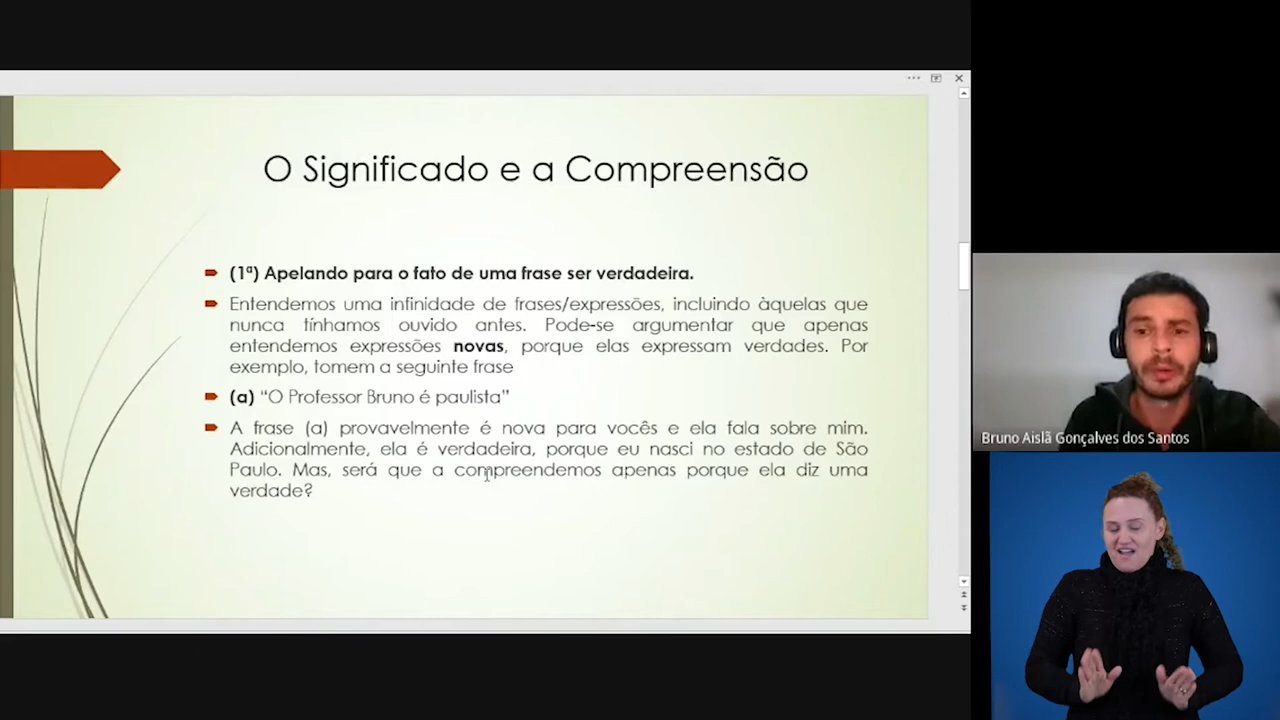 O Significado e a Compreensão
(1ª) Apelando para o fato de uma frase ser verdadeira.
Entendemos uma infinidade de frases/expressões, incluindo àquelas que
nunca tínhamos ouvido antes. Pode-se argumentar que apenas
entendemos expressões novas, porque elas expressam verdades. Por
exemplo, tomem a seguinte frase
(a) “O Professor Bruno é paulista”
A frase (a) provavelmente é nova para vocês e ela fala sobre mim.
Adicionalmente, ela é verdadeira, porque eu nasci no estado de São
Paulo. Mas, será que a compreendemos apenas porque ela diz uma
verdade?
Bruno Aislã Gonçalves dos Santos